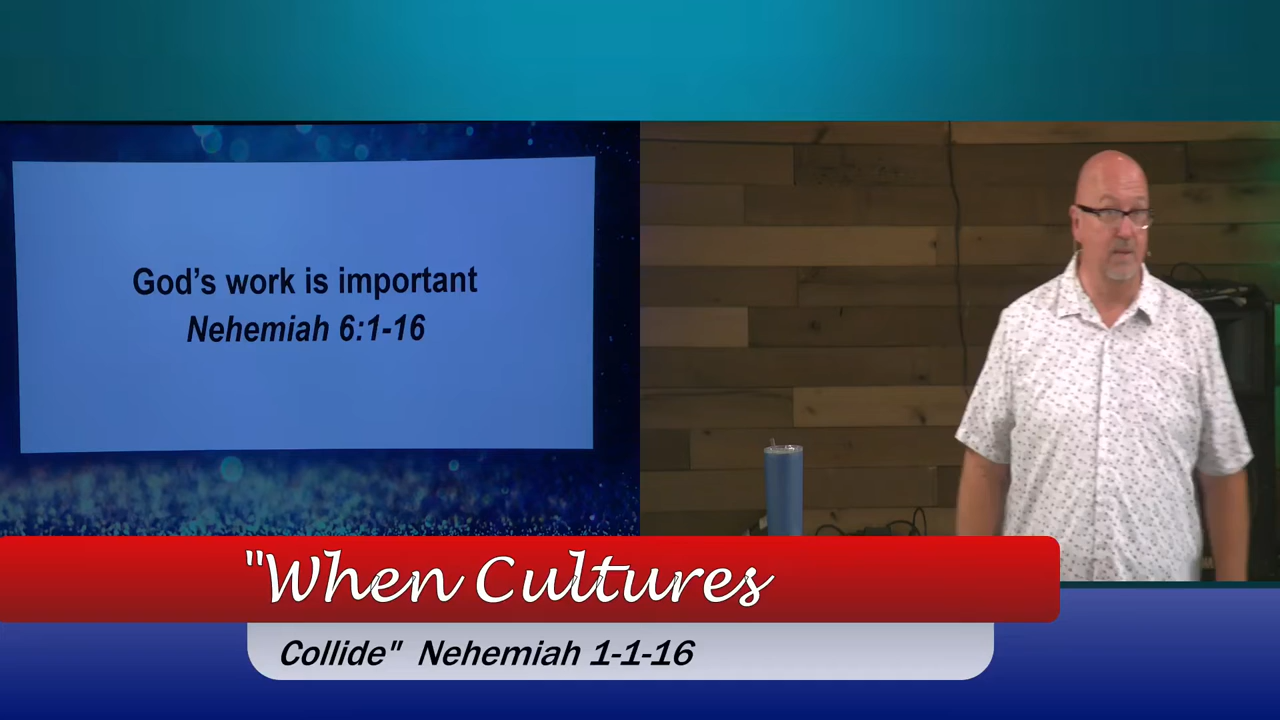 God's work is important
Nehemiah 6:1-16
"When Cultures
Collide" Nehemiah 1-1-16